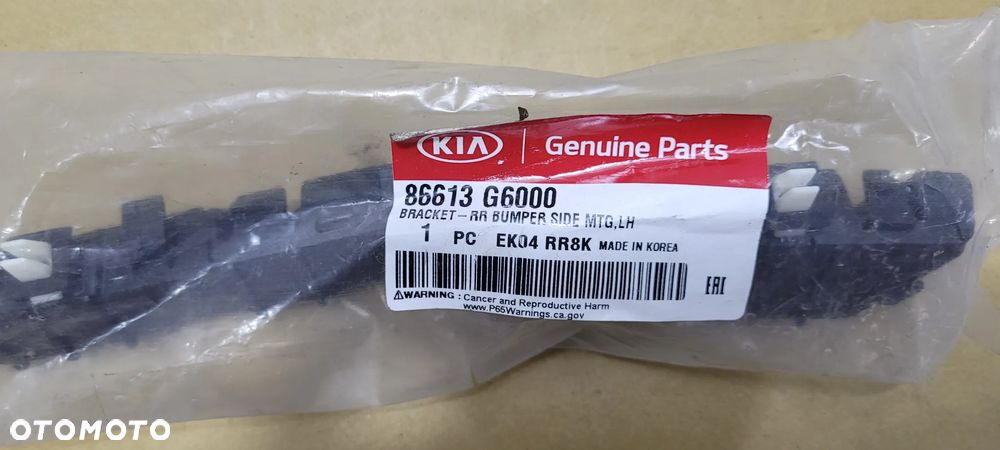 KIA Genuine Parts
86613 G6000
BRACKET-RR BUMPER SIDE MTG,LH
1 PC EK04 RR8K MADE IN KOREA
EAC
WARNING : Cancer and Reproductive Harm
www.P65Warnings.ca.gov
OTOMOTO